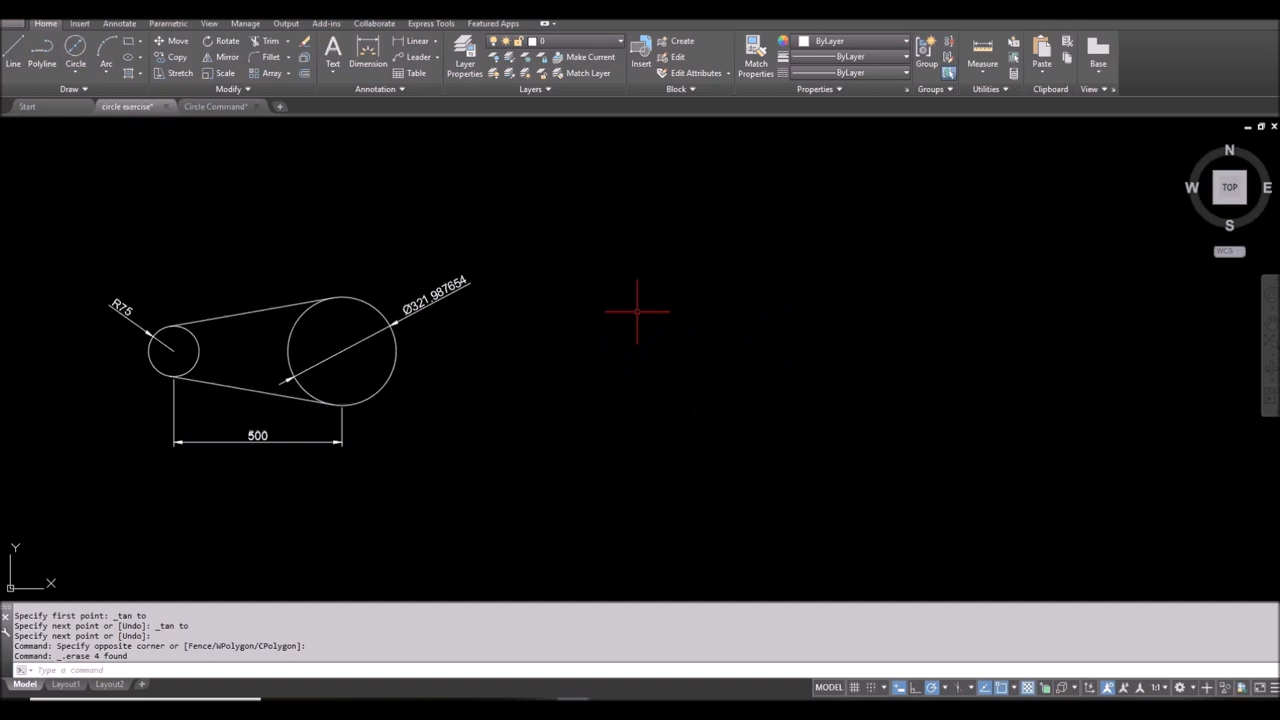 Home Insert Annotate Parametric View Manage Output Add-ins Collaborate Express Tools Featured Apps
Line Polyline Circle Arc Move Rotate Trim Text Dimension Linear Layer Properties 0 Insert Create Match Properties ByLayer Group Measure Paste Base
Copy Mirror Fillet Leader Make Current Edit ByLayer
Stretch Scale Array Table Match Layer Edit Attributes ByLayer
Draw Modify Annotation Layers Block Properties Groups Utilities Clipboard View
Start circle exercise* Circle Command*
N
W TOP E
S
WCS
R75
Ø321.987654
500
Y
X
Specify first point: _tan to
Specify next point or [Undo]: _tan to
Specify next point or [Undo]:
Command: Specify opposite corner or [Fence/WPolygon/CPolygon]:
Command: _.erase 4 found
Type a command
Model Layout1 Layout2 MODEL 1:1